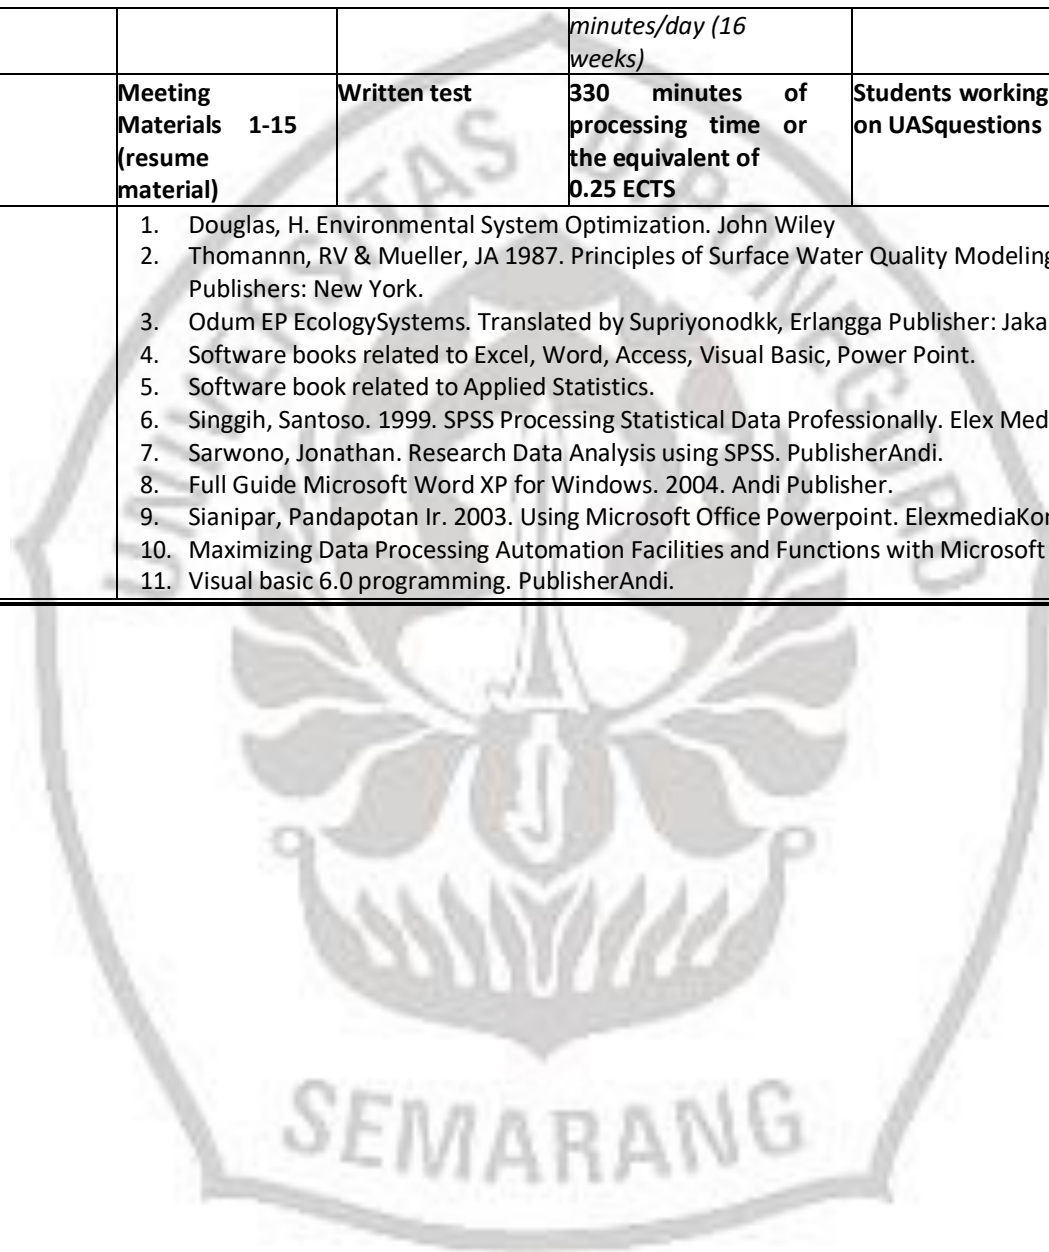 minutes/day (16
weeks)
Meeting
Materials 1-15
(resume
material)
Written test
330 minutes of
processing time or
the equivalent of
0.25 ECTS
Students working
on UASquestions
1. Douglas, H. Environmental System Optimization. John Wiley
2. Thomannn, RV & Mueller, JA 1987. Principles of Surface Water Quality Modeling
Publishers: New York.
3. Odum EP EcologySystems. Translated by Supriyonodkk, Erlangga Publisher: Jaka
4. Software books related to Excel, Word, Access, Visual Basic, Power Point.
5. Software book related to Applied Statistics.
6. Singgih, Santoso. 1999. SPSS Processing Statistical Data Professionally. Elex Med
7. Sarwono, Jonathan. Research Data Analysis using SPSS. PublisherAndi.
8. Full Guide Microsoft Word XP for Windows. 2004. Andi Publisher.
9. Sianipar, Pandapotan Ir. 2003. Using Microsoft Office Powerpoint. ElexmediaKor
10. Maximizing Data Processing Automation Facilities and Functions with Microsoft
11. Visual basic 6.0 programming. PublisherAndi.
UNIVERSITAS DIPONEGORO
SEMARANG